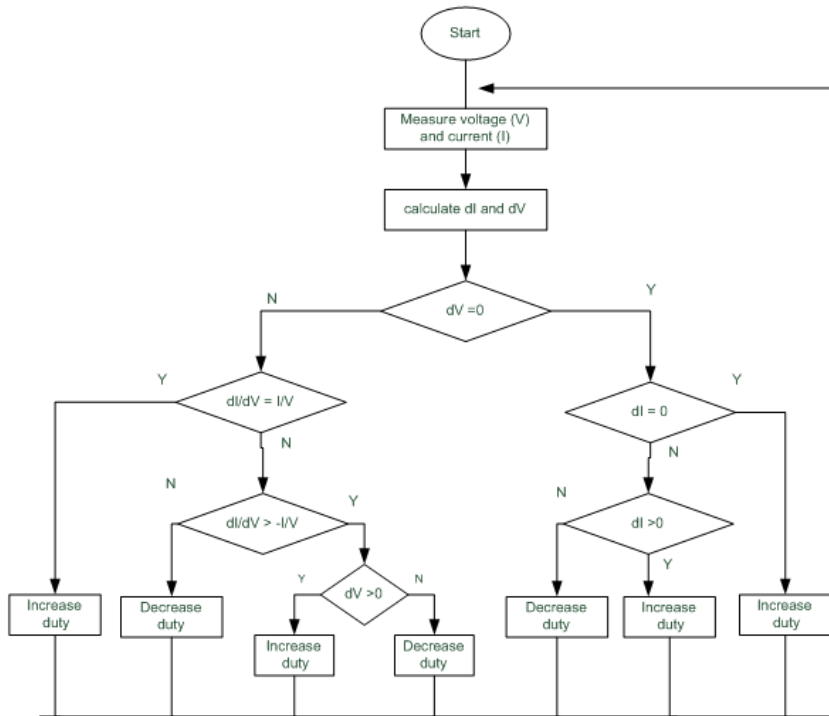 Start
Measure voltage (V)
and current (I)
calculate dI and dV
dV =0
N
Y
dI/dV = I/V
Y
N
dI = 0
Y
N
dI/dV > -I/V
N
Y
dI >0
N
Y
dV >0
Y
N
Increase
duty
Decrease
duty
Increase
duty
Decrease
duty
Decrease
duty
Increase
duty
Increase
duty